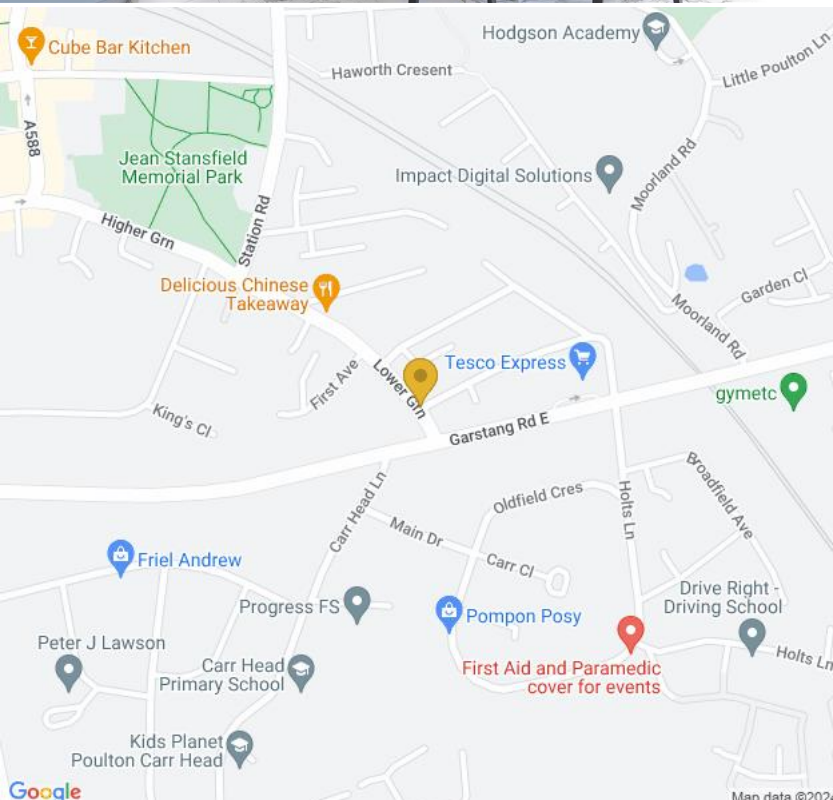 Hodgson Academy
Cube Bar Kitchen
Haworth Cresent
Little Poulton Ln
A588
Jean Stansfield
Memorial Park
Impact Digital Solutions
Moorland Rd
Station Rd
Higher Grn
Delicious Chinese
Takeaway
Garden Cl
Moorland Rd
Tesco Express
First Ave
Lower Grn
gymetc
King's Cl
Garstang Rd E
Broadfield Ave
Carr Head Ln
Oldfield Cres
Holts Ln
Main Dr
Carr Cl
Friel Andrew
Drive Right -
Driving School
Progress FS
Pompon Posy
Peter J Lawson
Carr Head
Primary School
First Aid and Paramedic
cover for events
Holts Ln
Kids Planet
Poulton Carr Head
Google
Map data ©2024